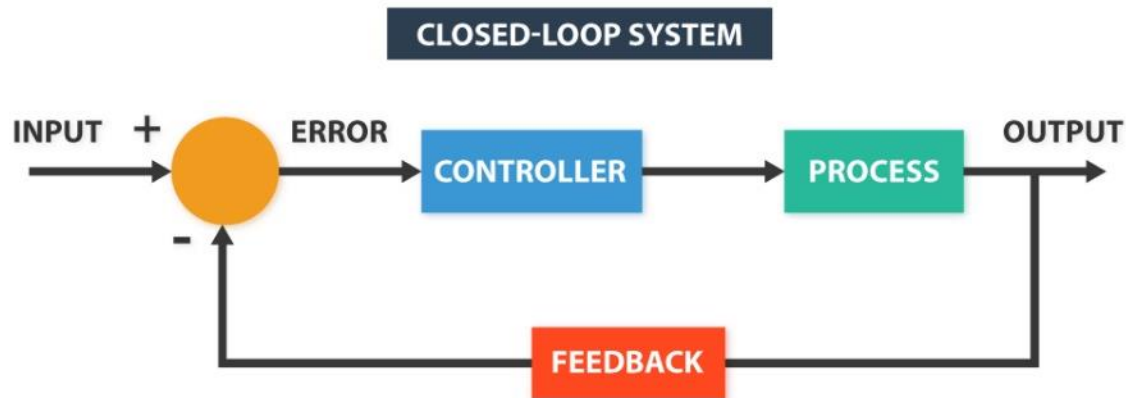 CLOSED-LOOP SYSTEM
INPUT + ERROR OUTPUT
CONTROLLER PROCESS
-
FEEDBACK